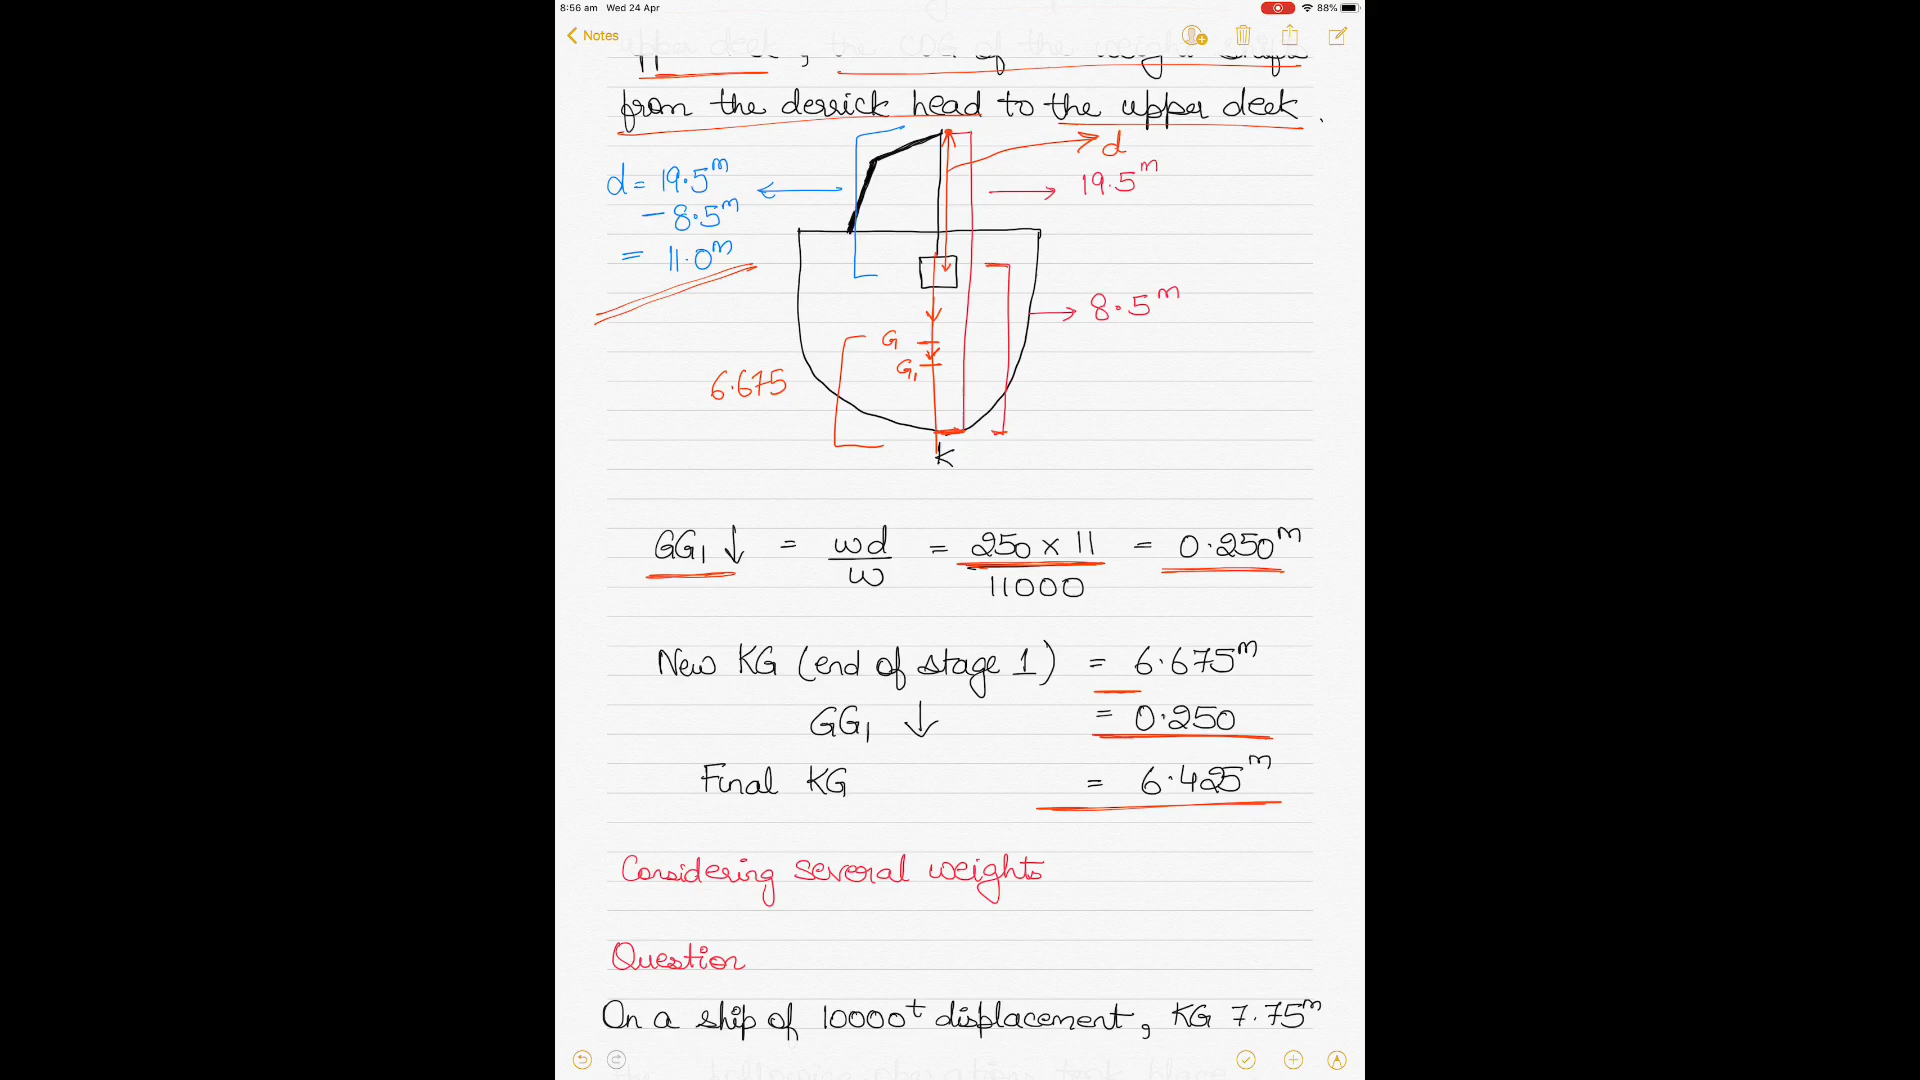 8:56 am Wed 24 Apr
88%
Notes
from the derrick head to the upper deck.
d
d = 19.5m
- 8.5m
= 11.0m
19.5m
8.5m
G
G1
6.675
K
GG1 ↓ = wd / W = 250 × 11 / 11000 = 0.250m
New KG (end of stage 1) = 6.675m
GG1 ↓ = 0.250
Final KG = 6.425m
Considering several weights
Question
On a ship of 10000t displacement, KG 7.75m